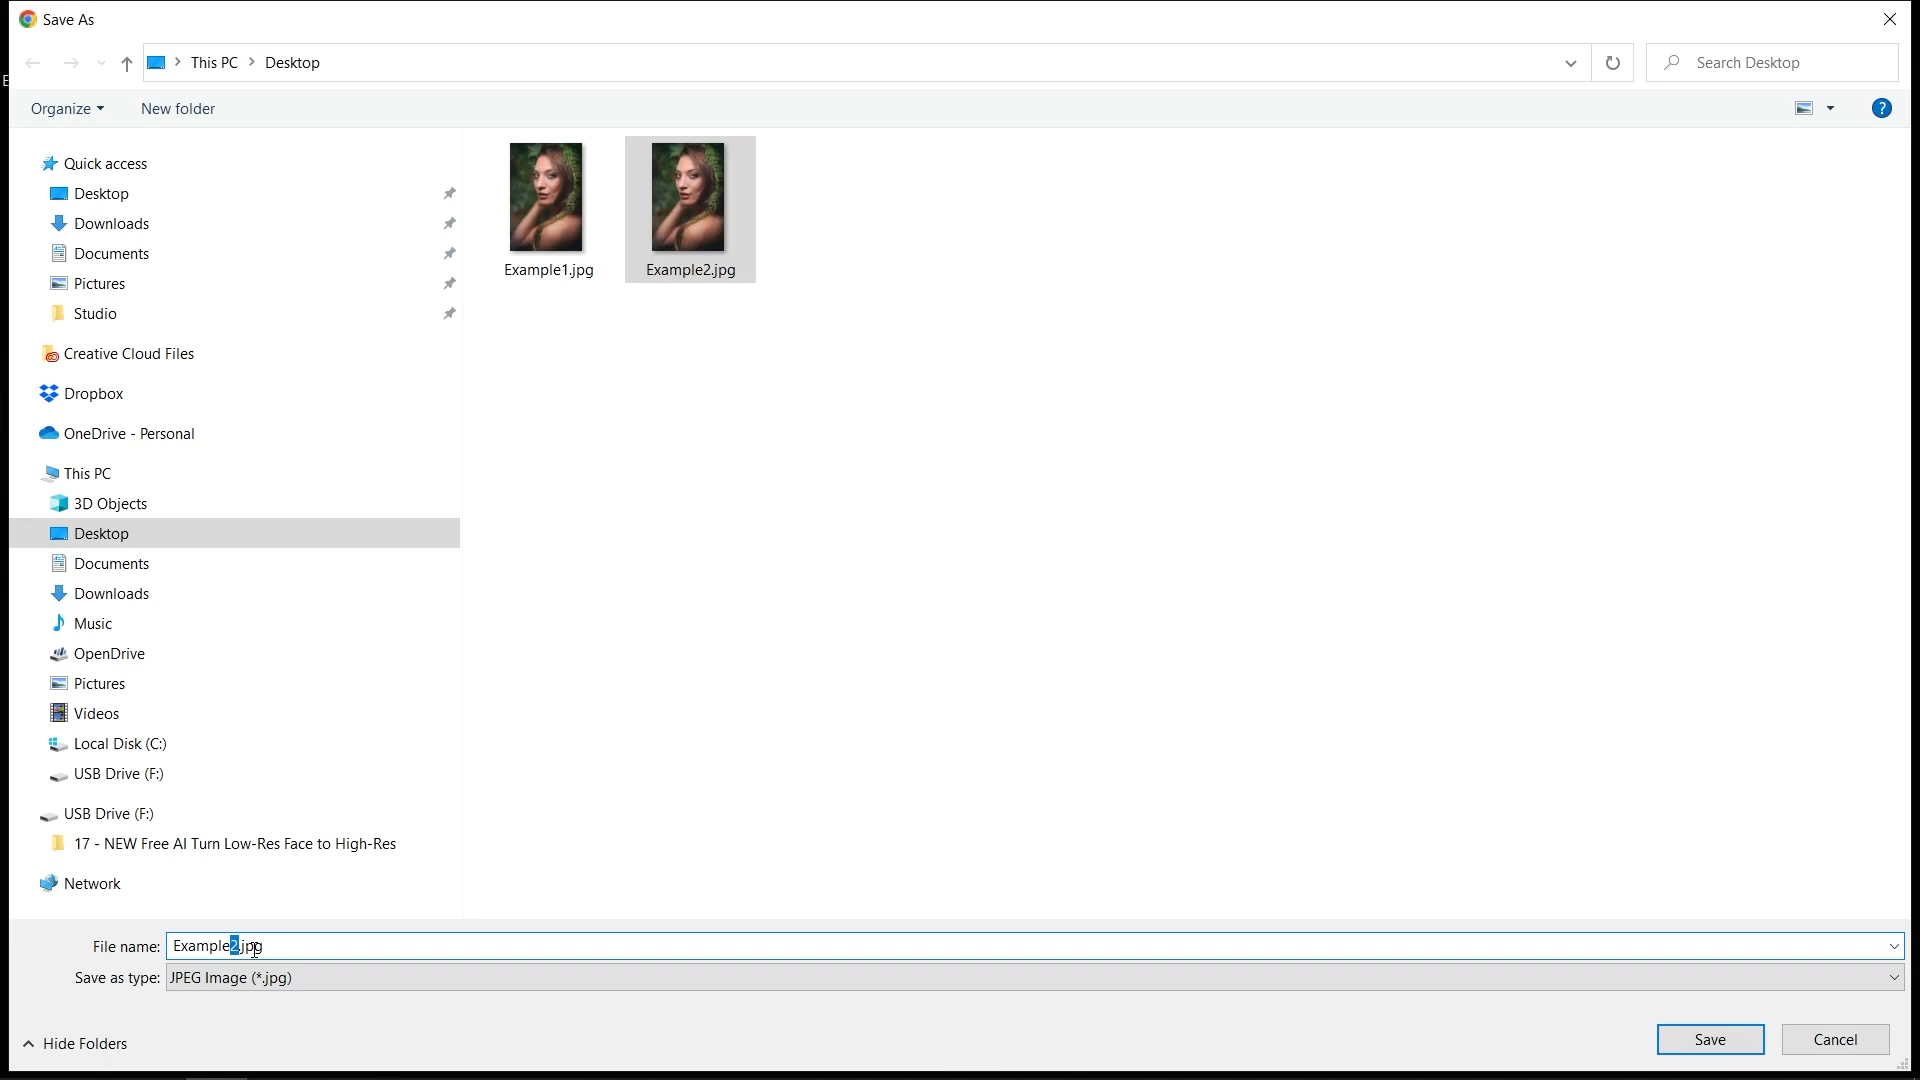 Save As
This PC
Desktop
Search Desktop
Organize
New folder
?
Quick access
Desktop
Downloads
Documents
Pictures
Studio
Creative Cloud Files
Dropbox
OneDrive - Personal
This PC
3D Objects
Desktop
Documents
Downloads
Music
OpenDrive
Pictures
Videos
Local Disk (C:)
USB Drive (F:)
USB Drive (F:)
17 - NEW Free AI Turn Low-Res Face to High-Res
Network
Example1.jpg
Example2.jpg
File name: Example2.jpg
Save as type: JPEG Image (*.jpg)
Hide Folders
Save
Cancel